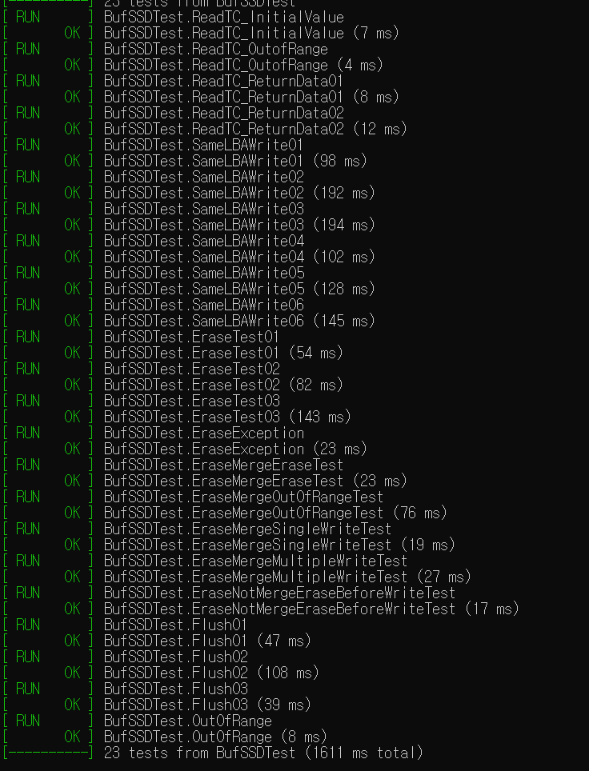 [----------] 23 tests from BufSSDTest
[ RUN      ] BufSSDTest.ReadTC_InitialValue
[       OK ] BufSSDTest.ReadTC_InitialValue (7 ms)
[ RUN      ] BufSSDTest.ReadTC_OutofRange
[       OK ] BufSSDTest.ReadTC_OutofRange (4 ms)
[ RUN      ] BufSSDTest.ReadTC_ReturnData01
[       OK ] BufSSDTest.ReadTC_ReturnData01 (8 ms)
[ RUN      ] BufSSDTest.ReadTC_ReturnData02
[       OK ] BufSSDTest.ReadTC_ReturnData02 (12 ms)
[ RUN      ] BufSSDTest.SameLBAWrite01
[       OK ] BufSSDTest.SameLBAWrite01 (98 ms)
[ RUN      ] BufSSDTest.SameLBAWrite02
[       OK ] BufSSDTest.SameLBAWrite02 (192 ms)
[ RUN      ] BufSSDTest.SameLBAWrite03
[       OK ] BufSSDTest.SameLBAWrite03 (194 ms)
[ RUN      ] BufSSDTest.SameLBAWrite04
[       OK ] BufSSDTest.SameLBAWrite04 (102 ms)
[ RUN      ] BufSSDTest.SameLBAWrite05
[       OK ] BufSSDTest.SameLBAWrite05 (128 ms)
[ RUN      ] BufSSDTest.SameLBAWrite06
[       OK ] BufSSDTest.SameLBAWrite06 (145 ms)
[ RUN      ] BufSSDTest.EraseTest01
[       OK ] BufSSDTest.EraseTest01 (54 ms)
[ RUN      ] BufSSDTest.EraseTest02
[       OK ] BufSSDTest.EraseTest02 (82 ms)
[ RUN      ] BufSSDTest.EraseTest03
[       OK ] BufSSDTest.EraseTest03 (143 ms)
[ RUN      ] BufSSDTest.EraseException
[       OK ] BufSSDTest.EraseException (23 ms)
[ RUN      ] BufSSDTest.EraseMergeEraseTest
[       OK ] BufSSDTest.EraseMergeEraseTest (23 ms)
[ RUN      ] BufSSDTest.EraseMergeOutOfRangeTest
[       OK ] BufSSDTest.EraseMergeOutOfRangeTest (76 ms)
[ RUN      ] BufSSDTest.EraseMergeSingleWriteTest
[       OK ] BufSSDTest.EraseMergeSingleWriteTest (19 ms)
[ RUN      ] BufSSDTest.EraseMergeMultipleWriteTest
[       OK ] BufSSDTest.EraseMergeMultipleWriteTest (27 ms)
[ RUN      ] BufSSDTest.EraseNotMergeEraseBeforeWriteTest
[       OK ] BufSSDTest.EraseNotMergeEraseBeforeWriteTest (17 ms)
[ RUN      ] BufSSDTest.Flush01
[       OK ] BufSSDTest.Flush01 (47 ms)
[ RUN      ] BufSSDTest.Flush02
[       OK ] BufSSDTest.Flush02 (108 ms)
[ RUN      ] BufSSDTest.Flush03
[       OK ] BufSSDTest.Flush03 (39 ms)
[ RUN      ] BufSSDTest.OutOfRange
[       OK ] BufSSDTest.OutOfRange (8 ms)
[----------] 23 tests from BufSSDTest (1611 ms total)